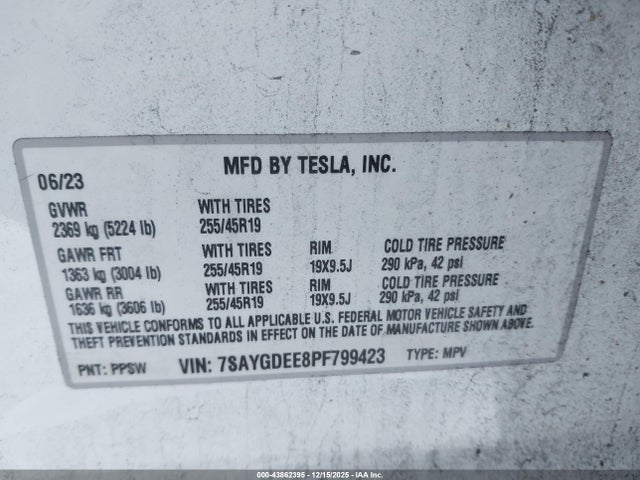 06/23 MFD BY TESLA, INC.
GVWR WITH TIRES
2369 kg (5224 lb) 255/45R19
GAWR FRT WITH TIRES RIM COLD TIRE PRESSURE
1363 kg (3004 lb) 255/45R19 19X9.5J 290 kPa, 42 psi
GAWR RR WITH TIRES RIM COLD TIRE PRESSURE
1636 kg (3606 lb) 255/45R19 19X9.5J 290 kPa, 42 psi
THIS VEHICLE CONFORMS TO ALL APPLICABLE U.S. FEDERAL MOTOR VEHICLE SAFETY AND
THEFT PREVENTION STANDARDS IN EFFECT ON THE DATE OF MANUFACTURE SHOWN ABOVE.
PNT: PPSW VIN: 7SAYGDEE8PF799423 TYPE: MPV
000-43862395 - 12/15/2025 - IAA Inc.